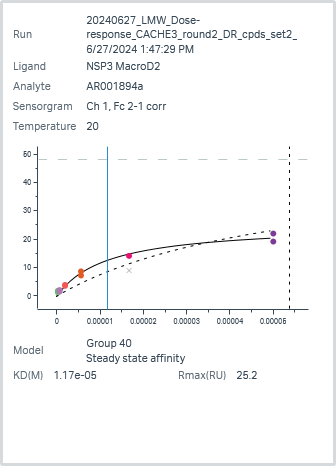 Run 20240627_LMW_Dose-
response_CACHE3_round2_DR_cpds_set2_
6/27/2024 1:47:29 PM
Ligand NSP3 MacroD2
Analyte AR001894a
Sensorgram Ch 1, Fc 2-1 corr
Temperature 20
60
50
40
30
20
10
0
0 0.00001 0.00002 0.00003 0.00004 0.00005
Model Group 40
Steady state affinity
KD(M) 1.17e-05 Rmax(RU) 25.2